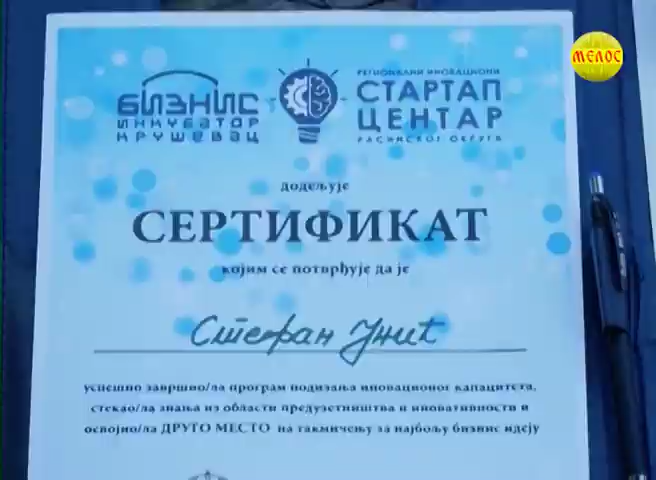 МЕЛОС
БИЗНИС
ИНКУБАТОР
КРУШЕВАЦ
РЕГИОНАЛНИ ИНОВАЦИОНИ
СТАРТАП
ЦЕНТАР
РАСИНСКОГ ОКРУГА
додељује
СЕРТИФИКАТ
којим се потврђује да је
Стефан Унић
успешно завршио/ла програм подизања иновационог капацитета,
стекао/ла знања из области предузетништва и иновативности и
освојио/ла ДРУГО МЕСТО на такмичењу за најбољу бизнис идеју